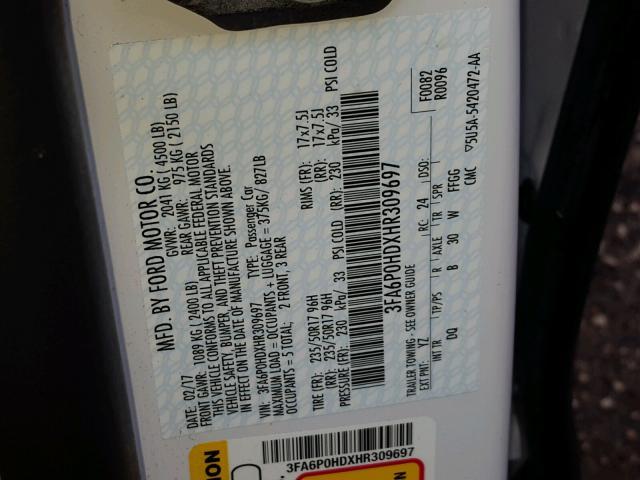 MFD. BY FORD MOTOR CO.
02/17 GVWR: 2041 KG ( 4500 LB)
FRONT GAWR: 1089 KG ( 2400 LB) REAR GAWR: 975 KG ( 2150 LB)
THIS VEHICLE CONFORMS TO ALL APPLICABLE FEDERAL MOTOR
VEHICLE SAFETY, BUMPER, AND THEFT PREVENTION STANDARDS
IN EFFECT ON THE DATE OF MANUFACTURE SHOWN ABOVE.
VIN: 3FA6P0HDXHR309697 TYPE: Passenger Car
MAXIMUM LOAD = OCCUPANTS + LUGGAGE = 375KG/ 827LB
OCCUPANTS = 5 TOTAL; 2 FRONT, 3 REAR
TIRE (FR): 235/50R17 96H RIMS (FR): 17x7.5J
(RR): 235/50R17 96H (RR): 17x7.5J
PRESSURE (FR): 230 kPa/ 33 PSI COLD (RR): 230 kPa/ 33 PSI COLD
3FA6P0HDXHR309697
F0082
R0096
TRAILER TOWING - SEE OWNER GUIDE
EXT PNT: YZ RC: 24 DSO:
INT TR TP/PS R AXLE TR SPR
DQ B 30 W FFGG
CMC
▽5U5A-5420472-AA
3FA6P0HDXHR309697